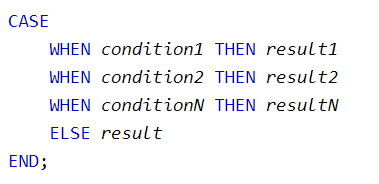 CASE
    WHEN condition1 THEN result1
    WHEN condition2 THEN result2
    WHEN conditionN THEN resultN
    ELSE result
END;